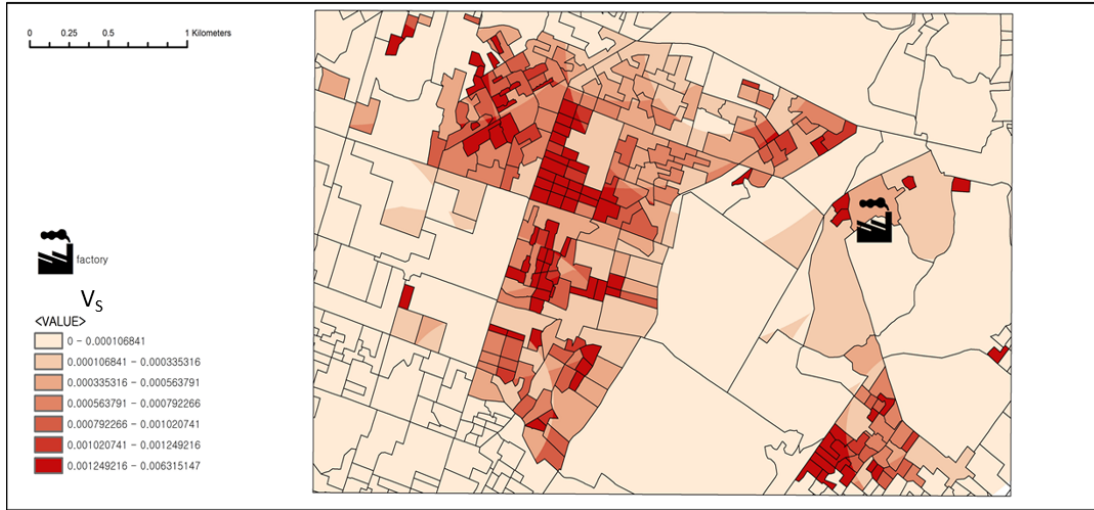 0 0.25 0.5 1 Kilometers
factory
VS
<VALUE>
0 – 0.000106841
0.000106841 – 0.000335316
0.000335316 – 0.000563791
0.000563791 – 0.000792266
0.000792266 – 0.001020741
0.001020741 – 0.001249216
0.001249216 – 0.006315147